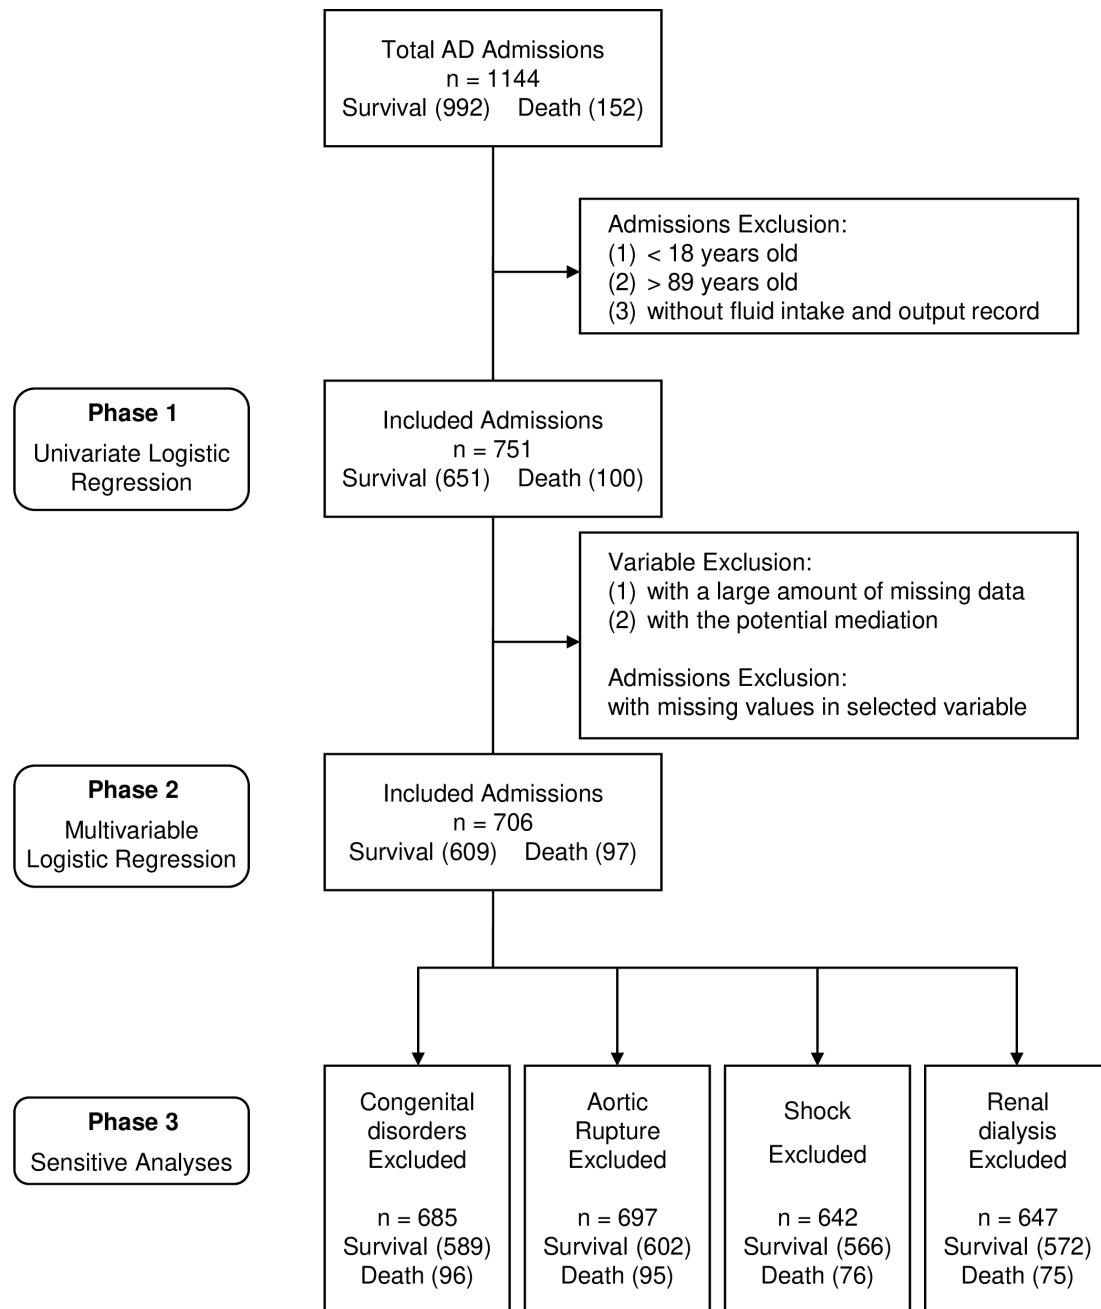 Total AD Admissions
n = 1144
Survival (992) Death (152)
Admissions Exclusion:
(1) < 18 years old
(2) > 89 years old
(3) without fluid intake and output record
Phase 1
Univariate Logistic
Regression
Included Admissions
n = 751
Survival (651) Death (100)
Variable Exclusion:
(1) with a large amount of missing data
(2) with the potential mediation
Admissions Exclusion:
with missing values in selected variable
Phase 2
Multivariable
Logistic Regression
Included Admissions
n = 706
Survival (609) Death (97)
Phase 3
Sensitive Analyses
Congenital
disorders
Excluded
n = 685
Survival (589)
Death (96)
Aortic
Rupture
Excluded
n = 697
Survival (602)
Death (95)
Shock
Excluded
n = 642
Survival (566)
Death (76)
Renal
dialysis
Excluded
n = 647
Survival (572)
Death (75)